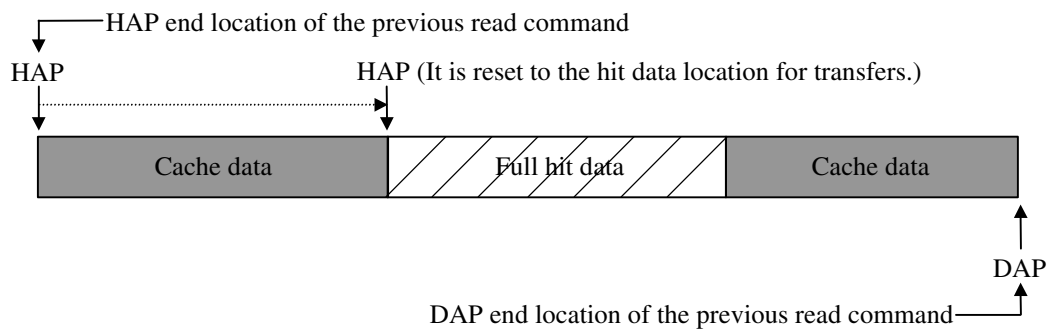 HAP end location of the previous read command
HAP
HAP (It is reset to the hit data location for transfers.)
Cache data
Full hit data
Cache data
DAP
DAP end location of the previous read command